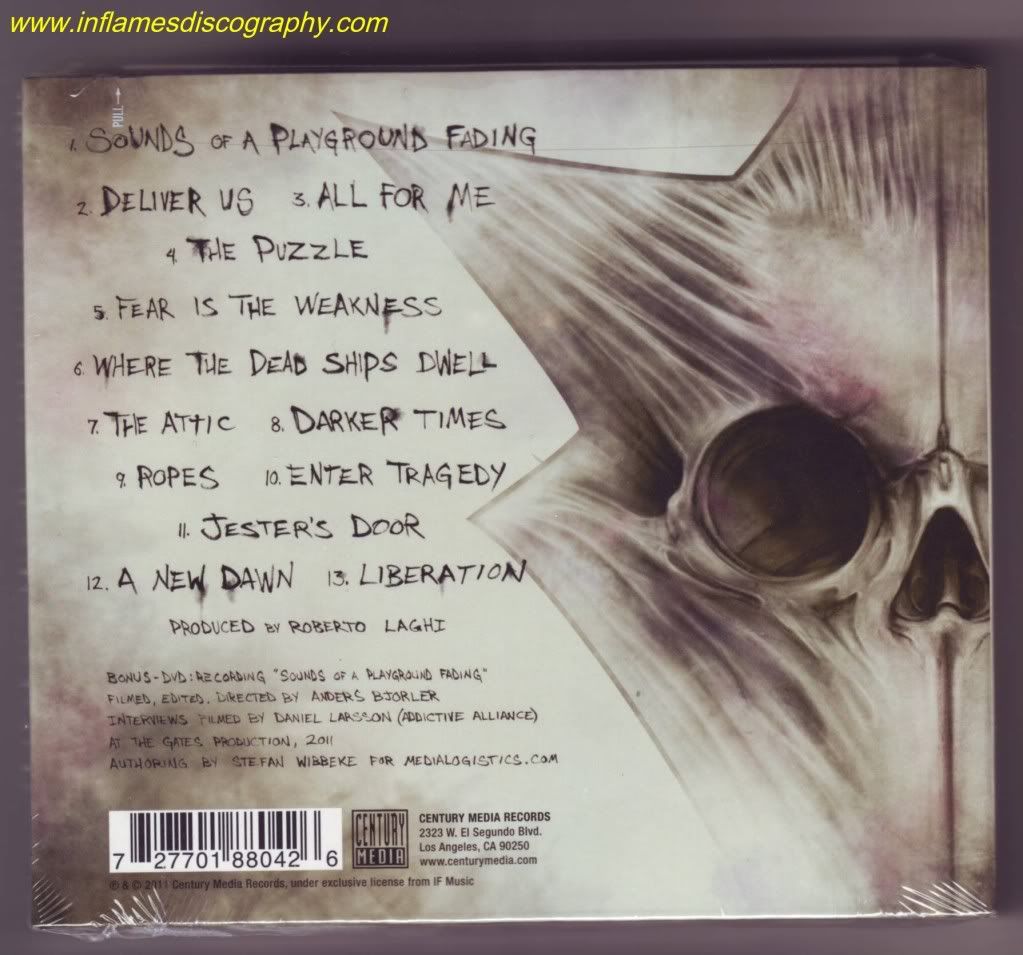 www.inflamesdiscography.com
PULL→
1. SOUNDS OF A PLAYGROUND FADING
2. DELIVER US 3. ALL FOR ME
4. THE PUZZLE
5. FEAR IS THE WEAKNESS
6. WHERE THE DEAD SHIPS DWELL
7. THE ATTIC 8. DARKER TIMES
9. ROPES 10. ENTER TRAGEDY
11. JESTER'S DOOR
12. A NEW DAWN 13. LIBERATION
PRODUCED BY ROBERTO LAGHI
BONUS-DVD: RECORDING "SOUNDS OF A PLAYGROUND FADING"
FILMED, EDITED, DIRECTED BY ANDERS BJORLER
INTERVIEWS FILMED BY DANIEL LARSSON (ADDICTIVE ALLIANCE)
AT THE GATES PRODUCTION, 2011
AUTHORING BY STEFAN WIBBEKE FOR MEDIALOGISTICS.COM
7 27701 88042 6
CENTURY MEDIA
CENTURY MEDIA RECORDS
2323 W. El Segundo Blvd.
Los Angeles, CA 90250
www.centurymedia.com
℗ & © 2011 Century Media Records, under exclusive license from IF Music